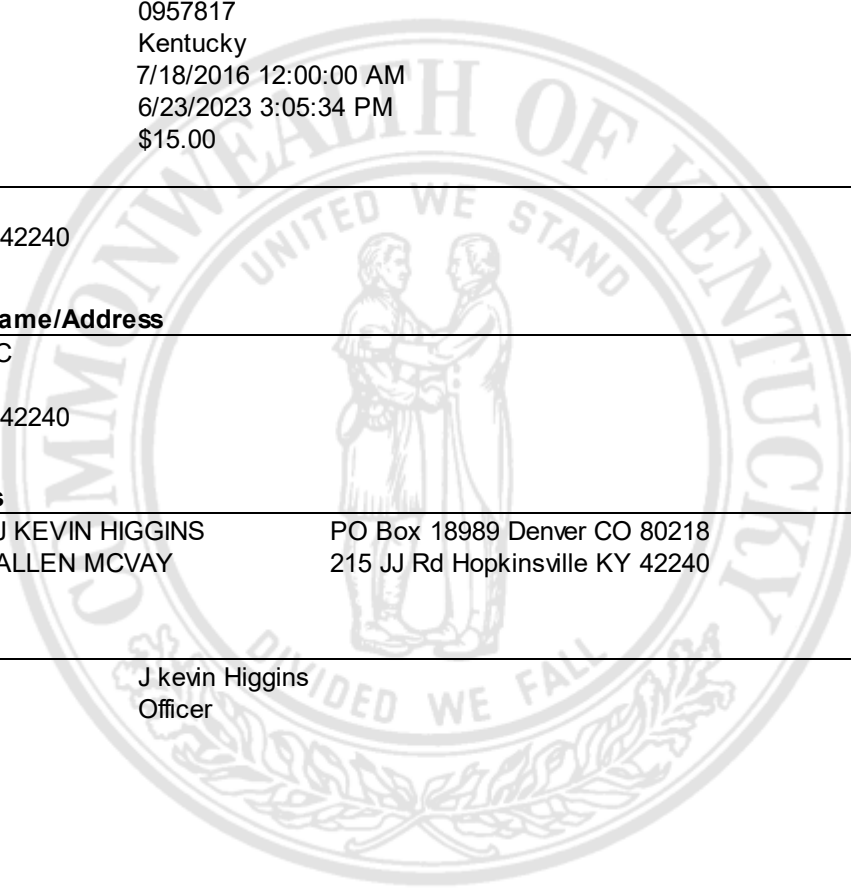 0957817
Kentucky
7/18/2016 12:00:00 AM
6/23/2023 3:05:34 PM
$15.00
42240
ame/Address
C
42240
s
J KEVIN HIGGINS PO Box 18989 Denver CO 80218
ALLEN MCVAY 215 JJ Rd Hopkinsville KY 42240
J kevin Higgins
Officer
COMMONWEALTH OF KENTUCKY
UNITED WE STAND
DIVIDED WE FALL